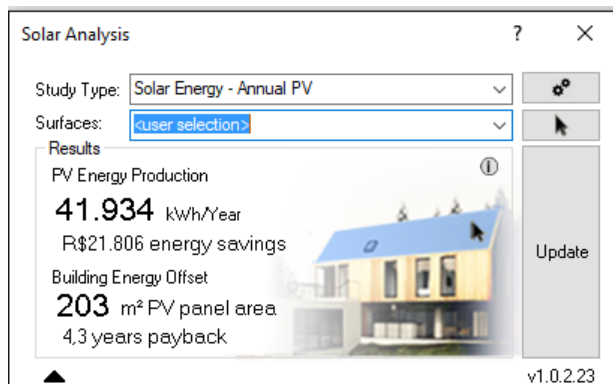 Solar Analysis
Study Type: Solar Energy - Annual PV
Surfaces: <user selection>
Results
PV Energy Production
41.934 kWh/Year
R$21.806 energy savings
Building Energy Offset
203 m² PV panel area
4,3 years payback
Update
v1.0.2.23